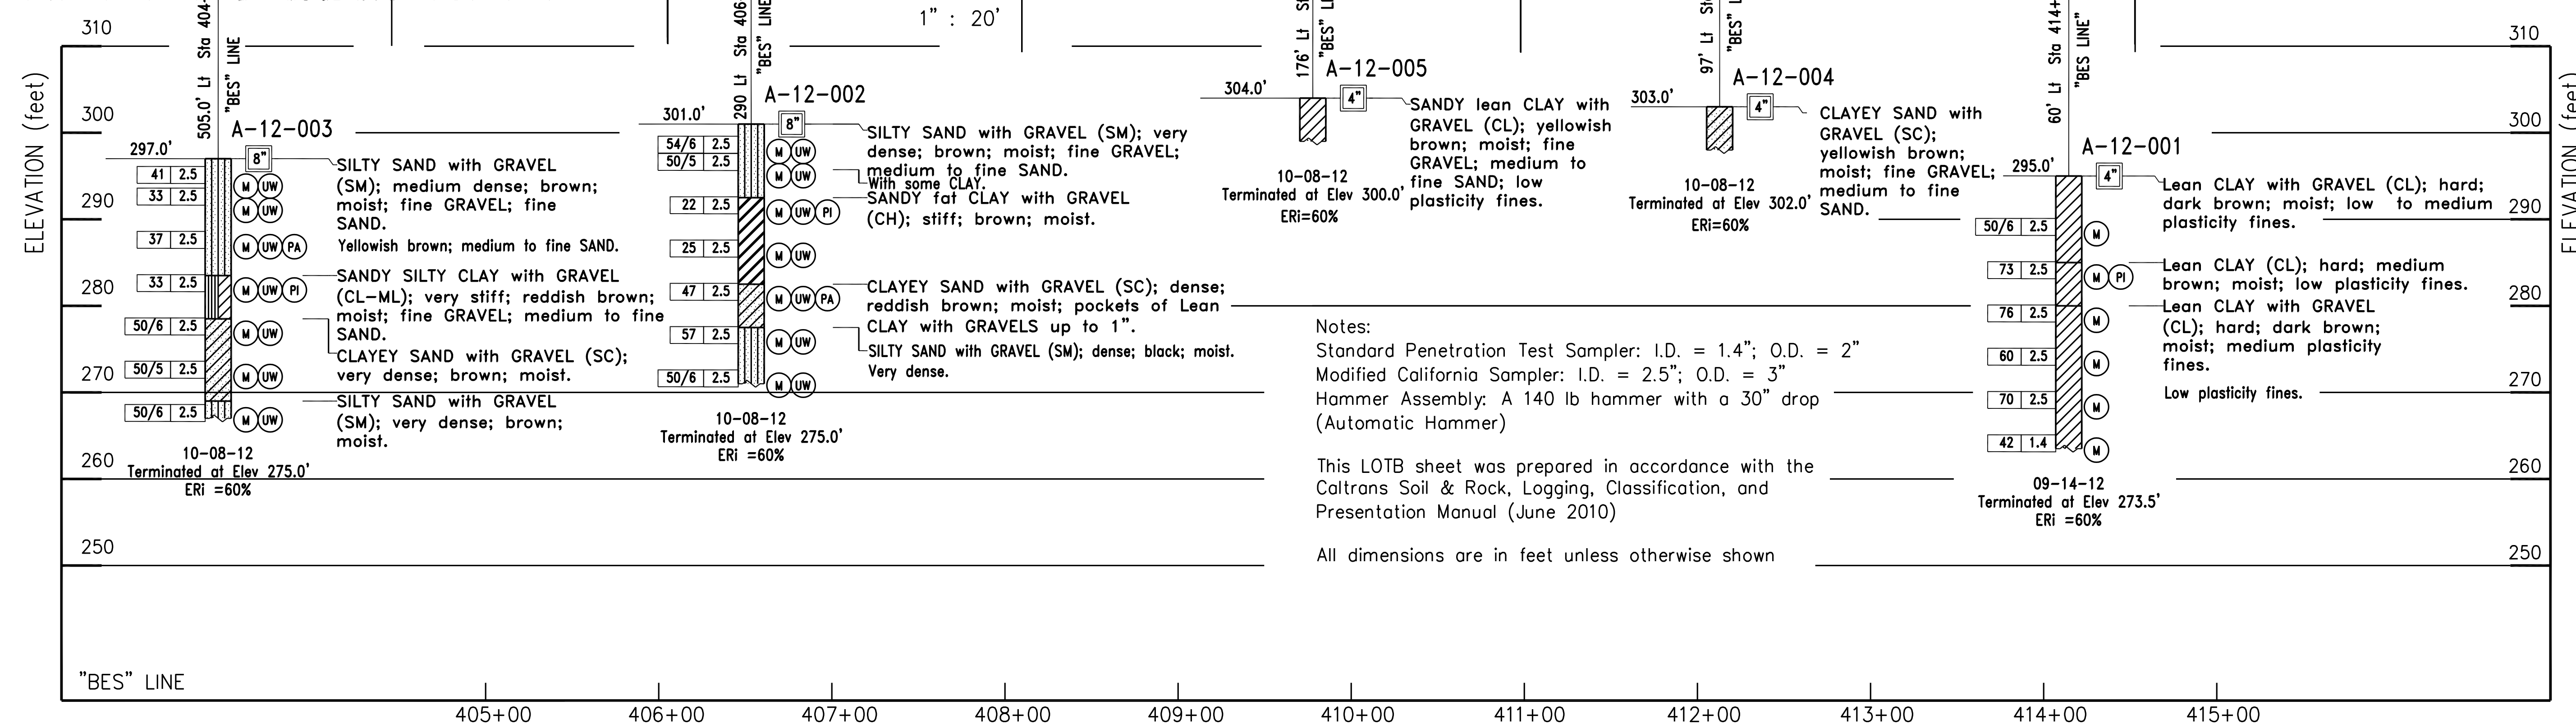 1" : 20'
310
310
300
300
290
290
280
280
270
270
260
260
250
250
ELEVATION (feet)
505.0' Lt Sta 404
"BES" LINE
A-12-003
297.0'
8"
41 2.5
33 2.5
37 2.5
33 2.5
50/6 2.5
50/5 2.5
50/6 2.5
M UW
M UW
M UW PA
M UW PI
M UW
M UW
M UW
SILTY SAND with GRAVEL
(SM); medium dense; brown;
moist; fine GRAVEL; fine
SAND.
Yellowish brown; medium to fine SAND.
SANDY SILTY CLAY with GRAVEL
(CL-ML); very stiff; reddish brown;
moist; fine GRAVEL; medium to fine
SAND.
CLAYEY SAND with GRAVEL (SC);
very dense; brown; moist.
SILTY SAND with GRAVEL
(SM); very dense; brown;
moist.
10-08-12
Terminated at Elev 275.0'
ERi =60%
290 Lt Sta 406
"BES" LINE
A-12-002
301.0'
8"
54/6 2.5
50/5 2.5
22 2.5
25 2.5
47 2.5
57 2.5
50/6 2.5
M UW
M UW
M UW PI
M UW
M UW PA
M UW
M UW
SILTY SAND with GRAVEL (SM); very
dense; brown; moist; fine GRAVEL;
medium to fine SAND.
With some CLAY.
SANDY fat CLAY with GRAVEL
(CH); stiff; brown; moist.
CLAYEY SAND with GRAVEL (SC); dense;
reddish brown; moist; pockets of Lean
CLAY with GRAVELS up to 1".
SILTY SAND with GRAVEL (SM); dense; black; moist.
Very dense.
10-08-12
Terminated at Elev 275.0'
ERi =60%
176' Lt
"BES"
A-12-005
304.0'
4"
SANDY lean CLAY with
GRAVEL (CL); yellowish
brown; moist; fine
GRAVEL; medium to
fine SAND; low
plasticity fines.
10-08-12
Terminated at Elev 300.0'
ERi=60%
97' Lt
"BES"
A-12-004
303.0'
4"
CLAYEY SAND with
GRAVEL (SC);
yellowish brown;
moist; fine GRAVEL;
medium to fine
SAND.
10-08-12
Terminated at Elev 302.0'
ERi=60%
60' Lt Sta 414+
"BES LINE"
A-12-001
295.0'
4"
50/6 2.5
73 2.5
76 2.5
60 2.5
70 2.5
42 1.4
M
M PI
M
M
M
M
Lean CLAY with GRAVEL (CL); hard;
dark brown; moist; low to medium
plasticity fines.
Lean CLAY (CL); hard; medium
brown; moist; low plasticity fines.
Lean CLAY with GRAVEL
(CL); hard; dark brown;
moist; medium plasticity
fines.
Low plasticity fines.
09-14-12
Terminated at Elev 273.5'
ERi =60%
Notes:
Standard Penetration Test Sampler: I.D. = 1.4"; O.D. = 2"
Modified California Sampler: I.D. = 2.5"; O.D. = 3"
Hammer Assembly: A 140 lb hammer with a 30" drop
(Automatic Hammer)
This LOTB sheet was prepared in accordance with the
Caltrans Soil & Rock, Logging, Classification, and
Presentation Manual (June 2010)
All dimensions are in feet unless otherwise shown
"BES" LINE
405+00
406+00
407+00
408+00
409+00
410+00
411+00
412+00
413+00
414+00
415+00